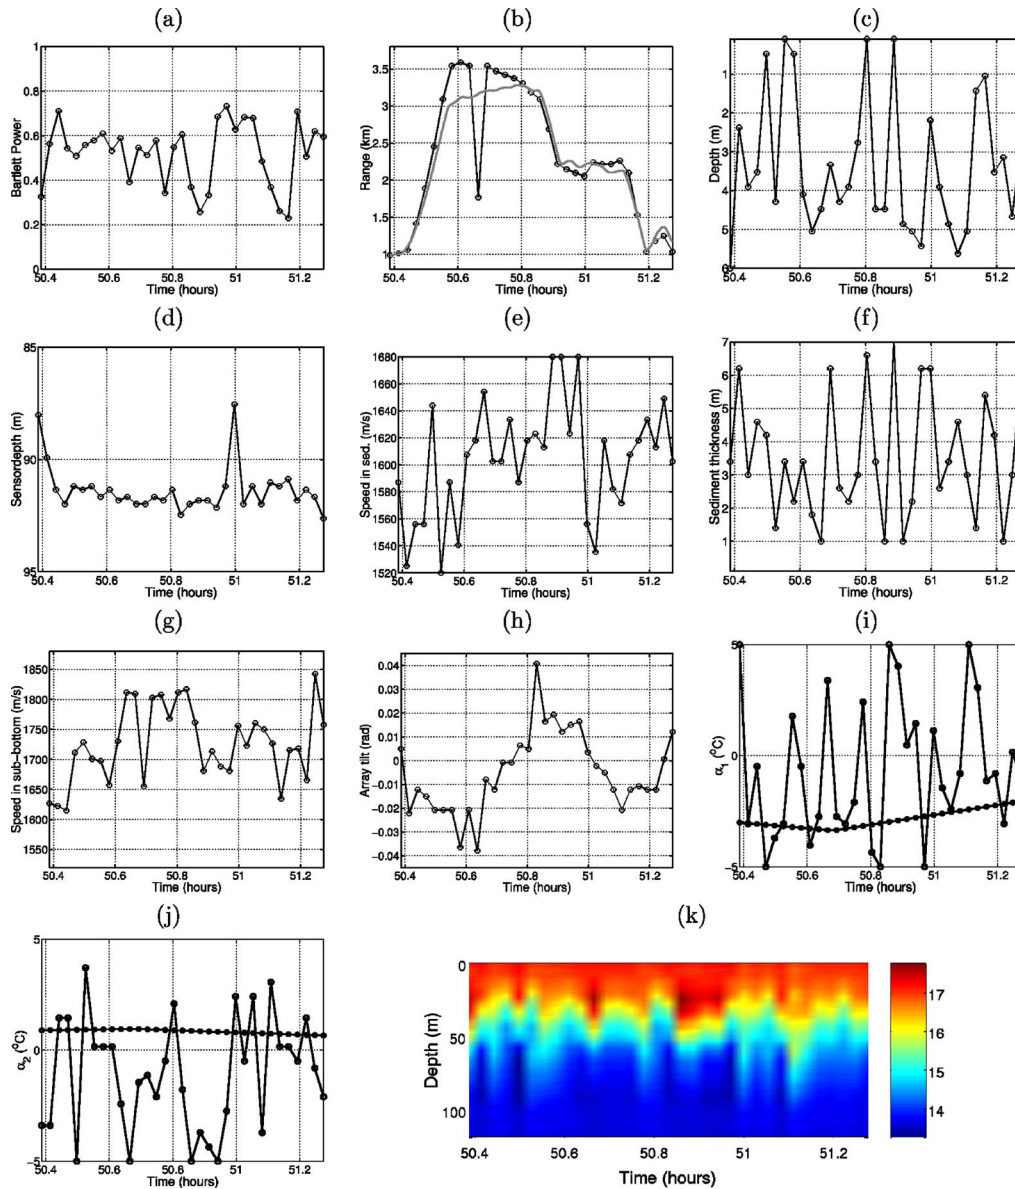 (a)
1
0.8
0.6
0.4
0.2
0
Bartlett Power
50.4 50.6 50.8 51 51.2
Time (hours)
(b)
3.5
3
2.5
2
1.5
1
Range (km)
50.4 50.6 50.8 51 51.2
Time (hours)
(c)
1
2
3
4
5
6
Depth (m)
50.4 50.6 50.8 51 51.2
Time (hours)
(d)
85
90
95
Sensordepth (m)
50.4 50.6 50.8 51 51.2
Time (hours)
(e)
1680
1660
1640
1620
1600
1580
1560
1540
1520
Speed in sed. (m/s)
50.4 50.6 50.8 51 51.2
Time (hours)
(f)
7
6
5
4
3
2
1
Sediment thickness (m)
50.4 50.6 50.8 51 51.2
Time (hours)
(g)
1850
1800
1750
1700
1650
1600
1550
Speed in sub-bottom (m/s)
50.4 50.6 50.8 51 51.2
Time (hours)
(h)
0.04
0.03
0.02
0.01
0
−0.01
−0.02
−0.03
−0.04
Array tilt (rad)
50.4 50.6 50.8 51 51.2
Time (hours)
(i)
5
0
−5
α₁ (°C)
50.4 50.6 50.8 51 51.2
Time (hours)
(j)
5
0
−5
α₂ (°C)
50.4 50.6 50.8 51 51.2
Time (hours)
(k)
0
50
100
Depth (m)
50.4 50.6 50.8 51 51.2
Time (hours)
17
16
15
14